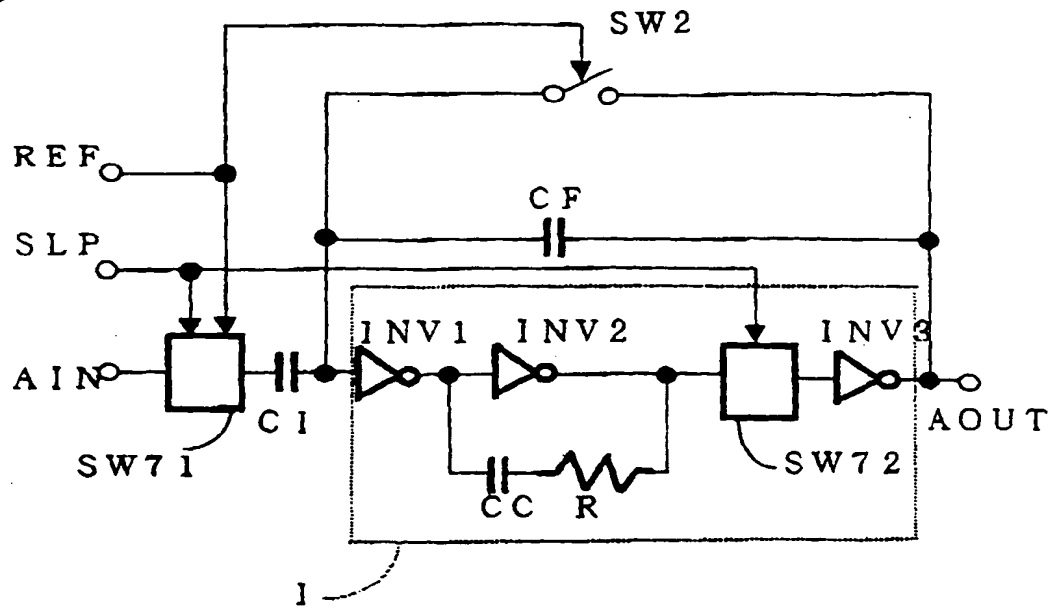 SW2
REF
CF
SLP
INV1
INV2
INV3
AIN
CI
AOUT
SW71
SW72
CC
R
I